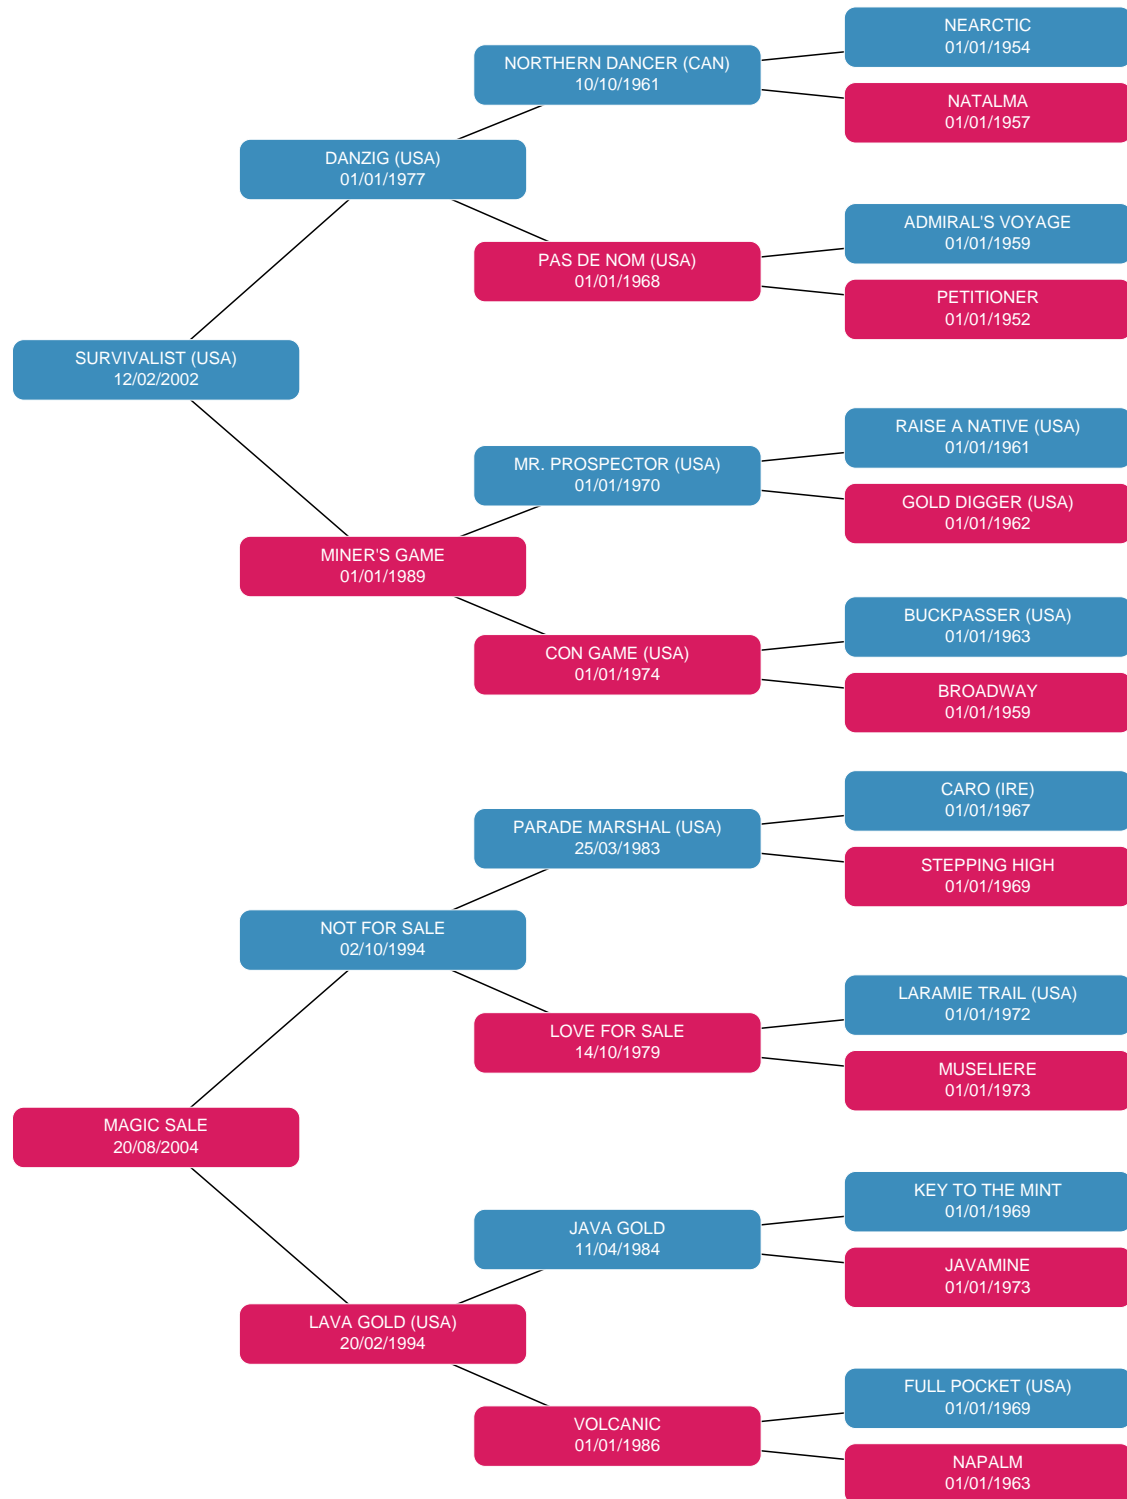 NEARCTIC
01/01/1954
NORTHERN DANCER (CAN)
10/10/1961
NATALMA
01/01/1957
DANZIG (USA)
01/01/1977
ADMIRAL'S VOYAGE
01/01/1959
PAS DE NOM (USA)
01/01/1968
PETITIONER
01/01/1952
SURVIVALIST (USA)
12/02/2002
RAISE A NATIVE (USA)
01/01/1961
MR. PROSPECTOR (USA)
01/01/1970
GOLD DIGGER (USA)
01/01/1962
MINER'S GAME
01/01/1989
BUCKPASSER (USA)
01/01/1963
CON GAME (USA)
01/01/1974
BROADWAY
01/01/1959
CARO (IRE)
01/01/1967
PARADE MARSHAL (USA)
25/03/1983
STEPPING HIGH
01/01/1969
NOT FOR SALE
02/10/1994
LARAMIE TRAIL (USA)
01/01/1972
LOVE FOR SALE
14/10/1979
MUSELIERE
01/01/1973
MAGIC SALE
20/08/2004
KEY TO THE MINT
01/01/1969
JAVA GOLD
11/04/1984
JAVAMINE
01/01/1973
LAVA GOLD (USA)
20/02/1994
FULL POCKET (USA)
01/01/1969
VOLCANIC
01/01/1986
NAPALM
01/01/1963